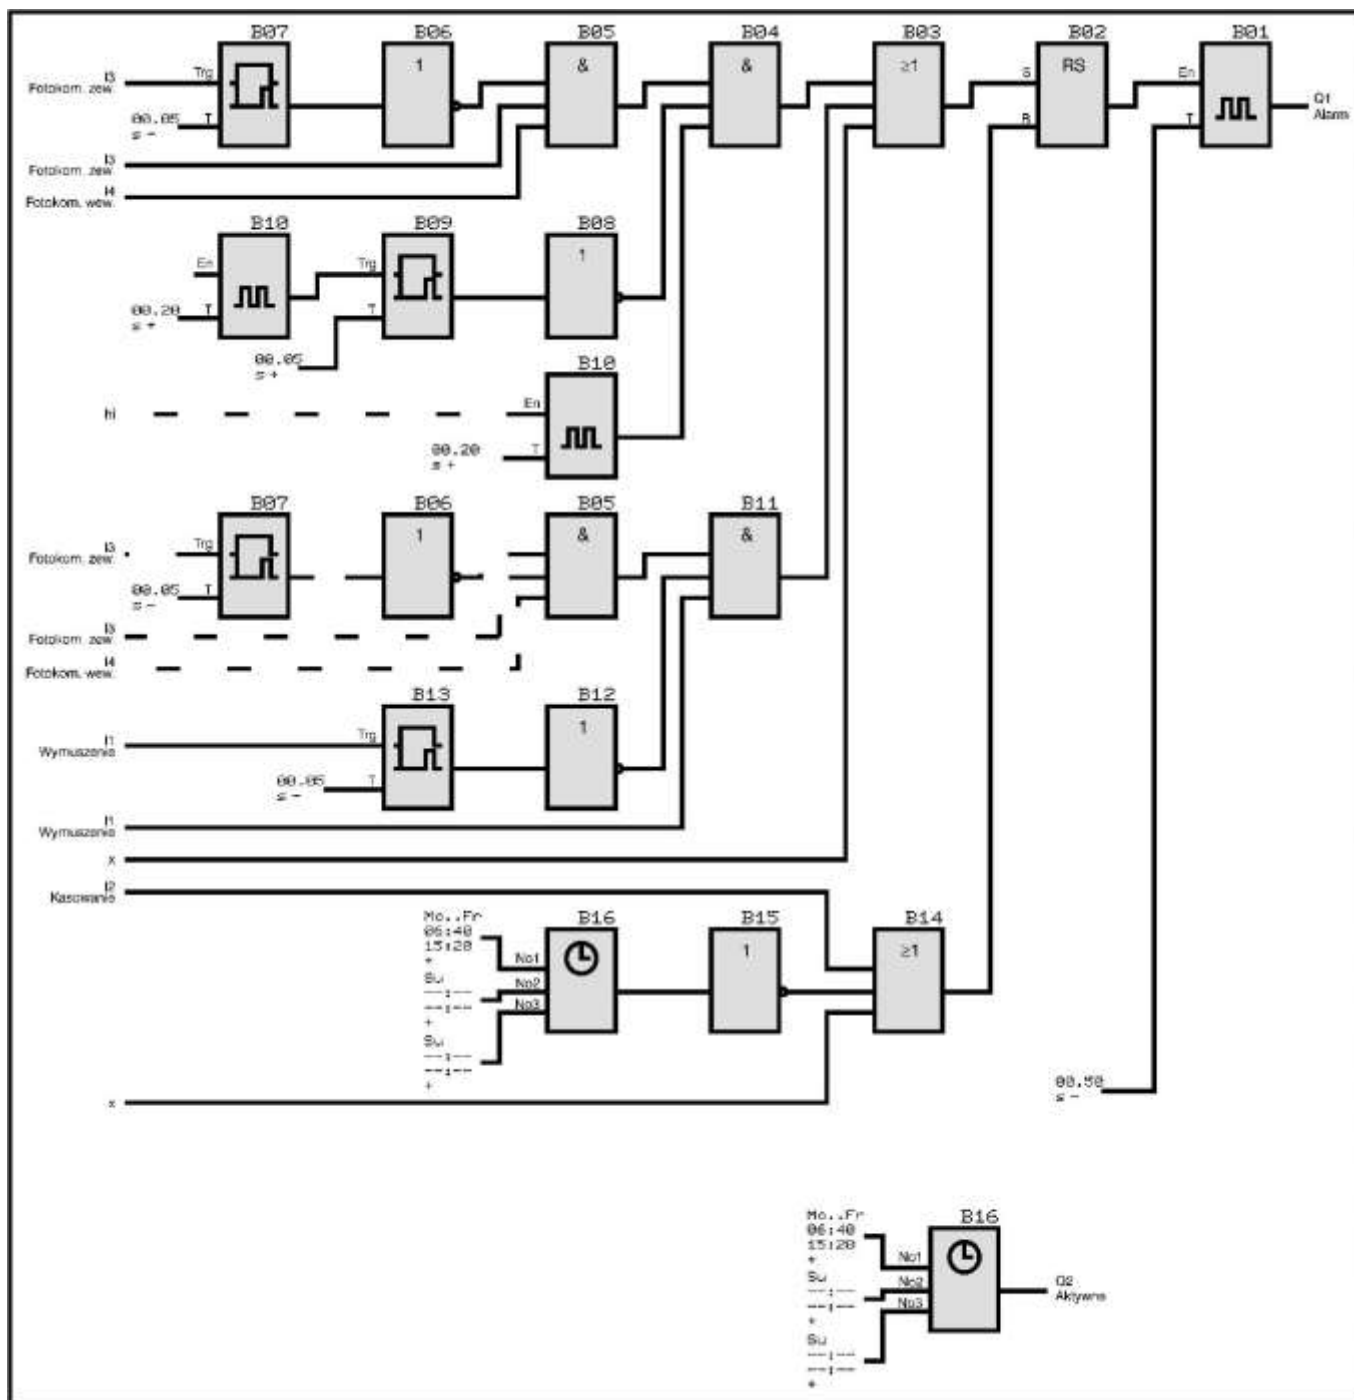 B07 B06 B05 B04 B03 B02 B01
1 & & ≥1 RS
I3
Fotokom. zew.
Trg
S
En
Q1
Alarm
00.05
s -
T
R
T
I3
Fotokom. zew.
I4
Fotokom. wew.
B10 B09 B08
1
En
Trg
00.20
s +
T
T
00.05
s +
B10
hi
En
00.20
s +
T
B07 B06 B05 B11
1 & &
I3
Fotokom. zew.
Trg
00.05
s -
T
I3
Fotokom. zew.
I4
Fotokom. wew.
B13 B12
1
I1
Wymuszenie
Trg
00.05
s -
T
I1
Wymuszenie
x
I2
Kasowanie
Mo..Fr
06:40
15:20
+
B16 B15 B14
1 ≥1
No1
Su
--:--
--:--
+
No2
No3
Su
--:--
--:--
+
x
00.50
s -
Mo..Fr
06:40
15:20
+
B16
No1
Su
--:--
--:--
+
No2
No3
Q2
Aktywne
Su
--:--
--:--
+